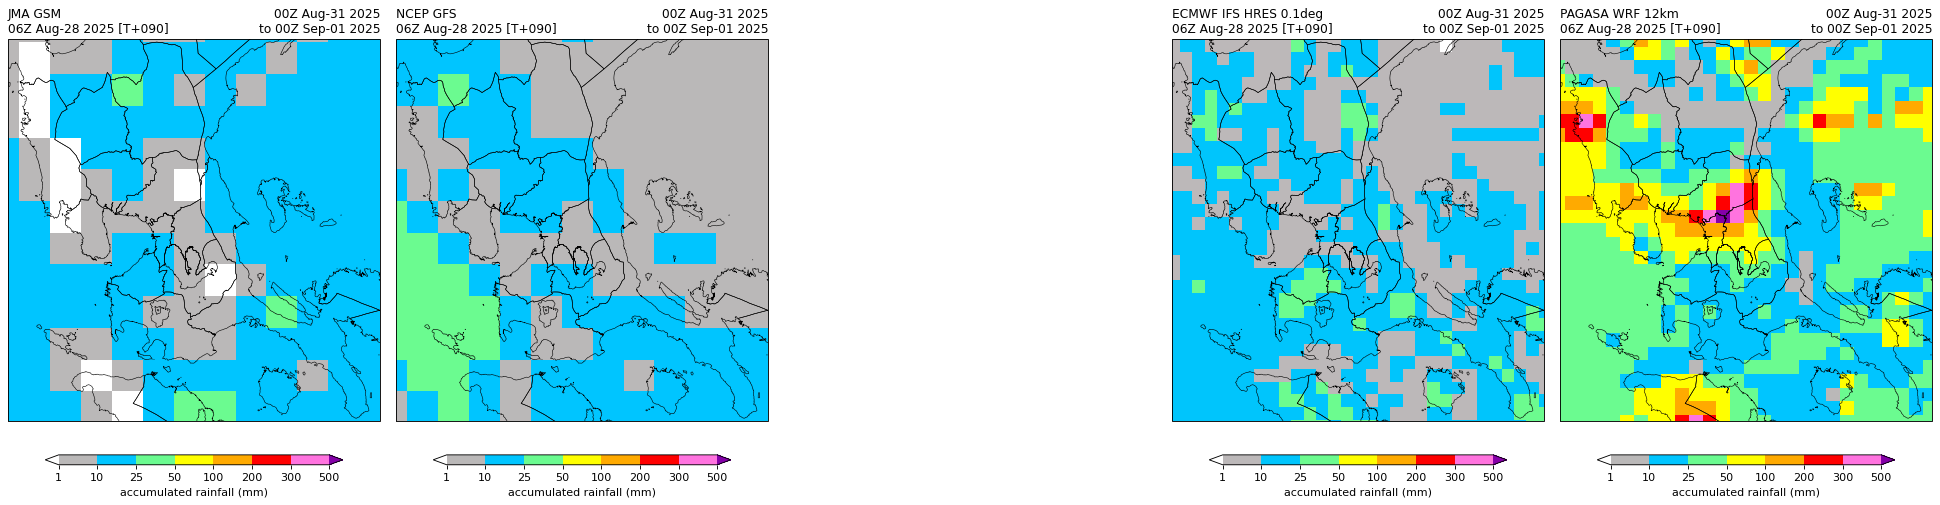 JMA GSM 00Z Aug-31 2025
06Z Aug-28 2025 [T+090] to 00Z Sep-01 2025
1 10 25 50 100 200 300 500
accumulated rainfall (mm)
NCEP GFS 00Z Aug-31 2025
06Z Aug-28 2025 [T+090] to 00Z Sep-01 2025
1 10 25 50 100 200 300 500
accumulated rainfall (mm)
ECMWF IFS HRES 0.1deg 00Z Aug-31 2025
06Z Aug-28 2025 [T+090] to 00Z Sep-01 2025
1 10 25 50 100 200 300 500
accumulated rainfall (mm)
PAGASA WRF 12km 00Z Aug-31 2025
06Z Aug-28 2025 [T+090] to 00Z Sep-01 2025
1 10 25 50 100 200 300 500
accumulated rainfall (mm)